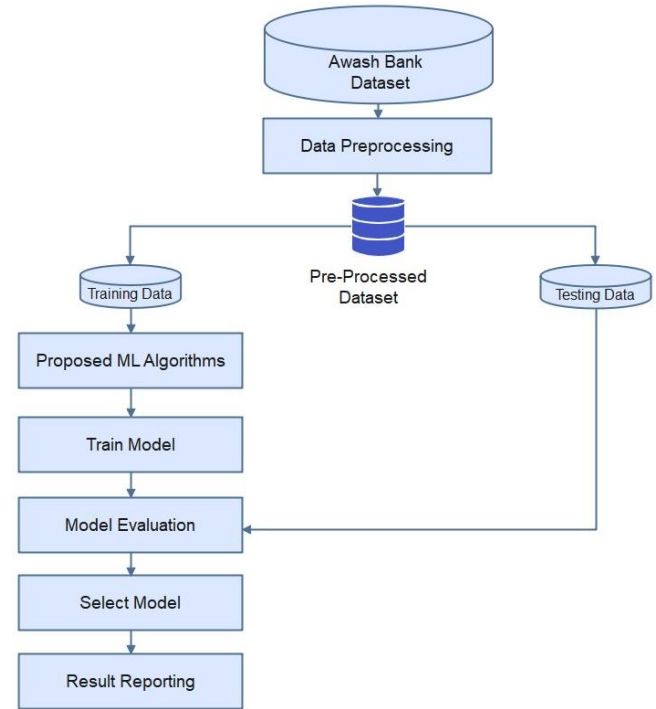 Awash Bank
Dataset
Data Preprocessing
Pre-Processed
Dataset
Training Data
Testing Data
Proposed ML Algorithms
Train Model
Model Evaluation
Select Model
Result Reporting